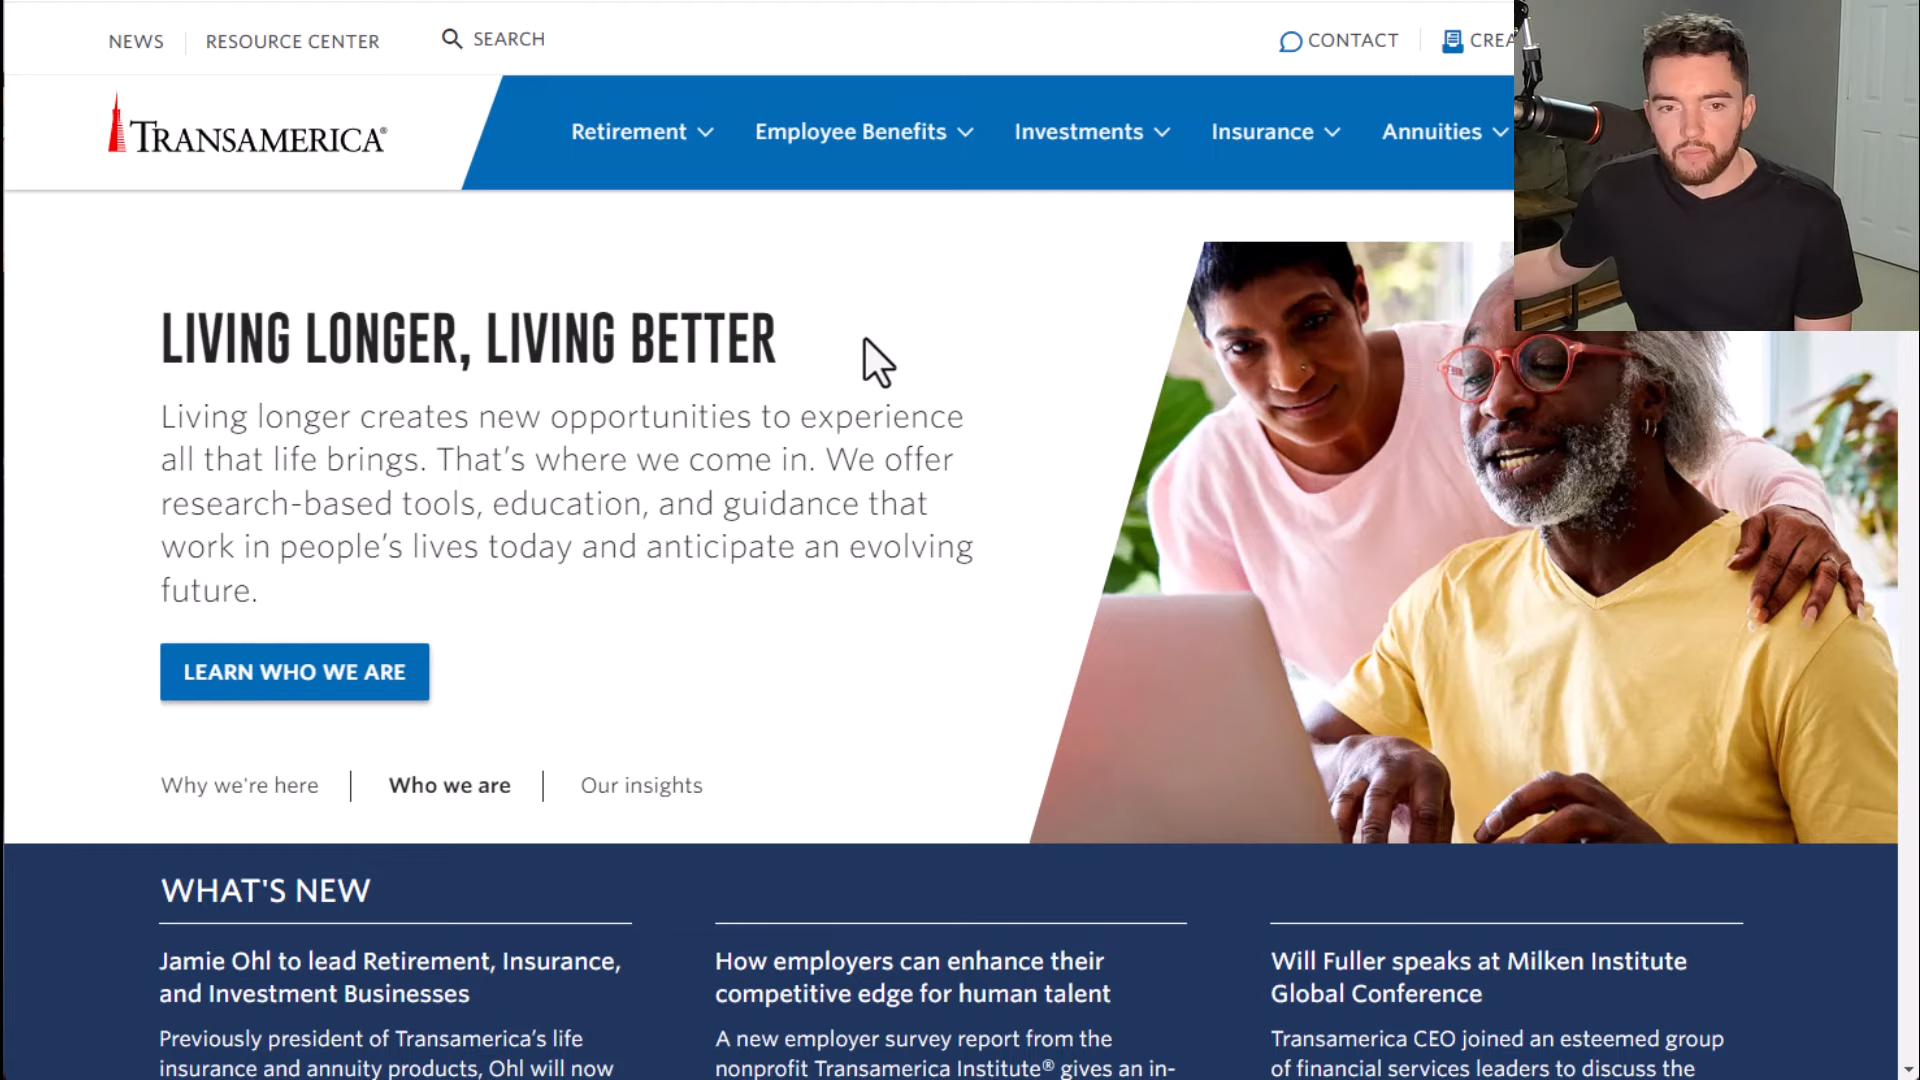 NEWS
RESOURCE CENTER
SEARCH
CONTACT
CREA
TRANSAMERICA®
Retirement
Employee Benefits
Investments
Insurance
Annuities
LIVING LONGER, LIVING BETTER
Living longer creates new opportunities to experience
all that life brings. That's where we come in. We offer
research-based tools, education, and guidance that
work in people's lives today and anticipate an evolving
future.
LEARN WHO WE ARE
Why we're here
Who we are
Our insights
WHAT'S NEW
Jamie Ohl to lead Retirement, Insurance,
and Investment Businesses
Previously president of Transamerica's life
insurance and annuity products, Ohl will now
How employers can enhance their
competitive edge for human talent
A new employer survey report from the
nonprofit Transamerica Institute® gives an in-
Will Fuller speaks at Milken Institute
Global Conference
Transamerica CEO joined an esteemed group
of financial services leaders to discuss the